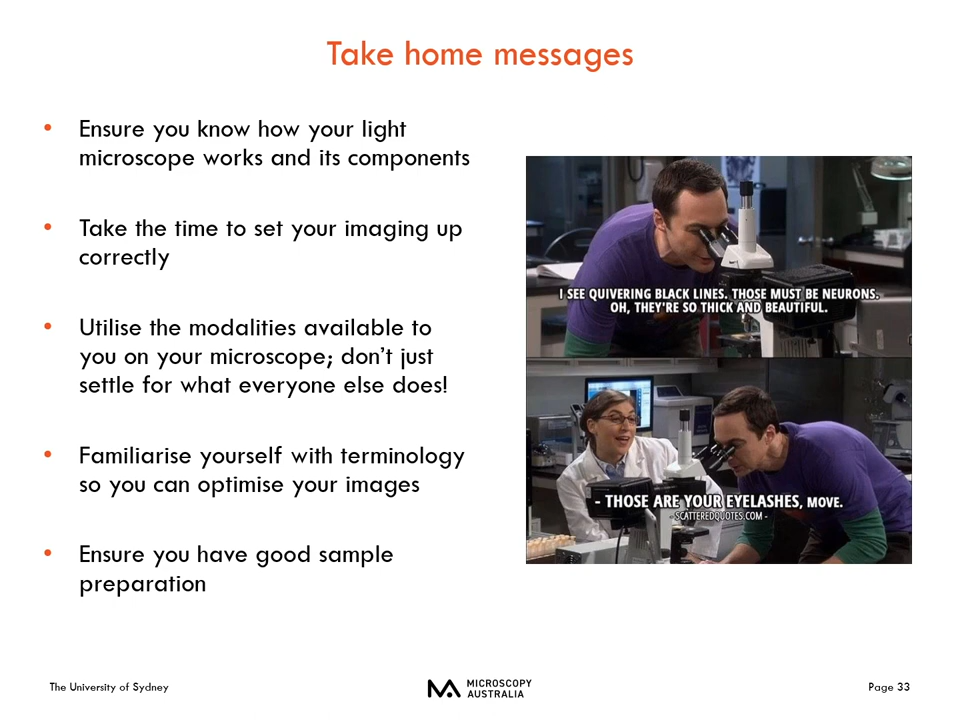 Take home messages
• Ensure you know how your light
microscope works and its components
• Take the time to set your imaging up
correctly
• Utilise the modalities available to
you on your microscope; don't just
settle for what everyone else does!
• Familiarise yourself with terminology
so you can optimise your images
• Ensure you have good sample
preparation
I SEE QUIVERING BLACK LINES. THOSE MUST BE NEURONS.
OH, THEY'RE SO THICK AND BEAUTIFUL.
- THOSE ARE YOUR EYELASHES, MOVE.
- SCATTEREDQUOTES.COM -
The University of Sydney
MICROSCOPY
AUSTRALIA
Page 33